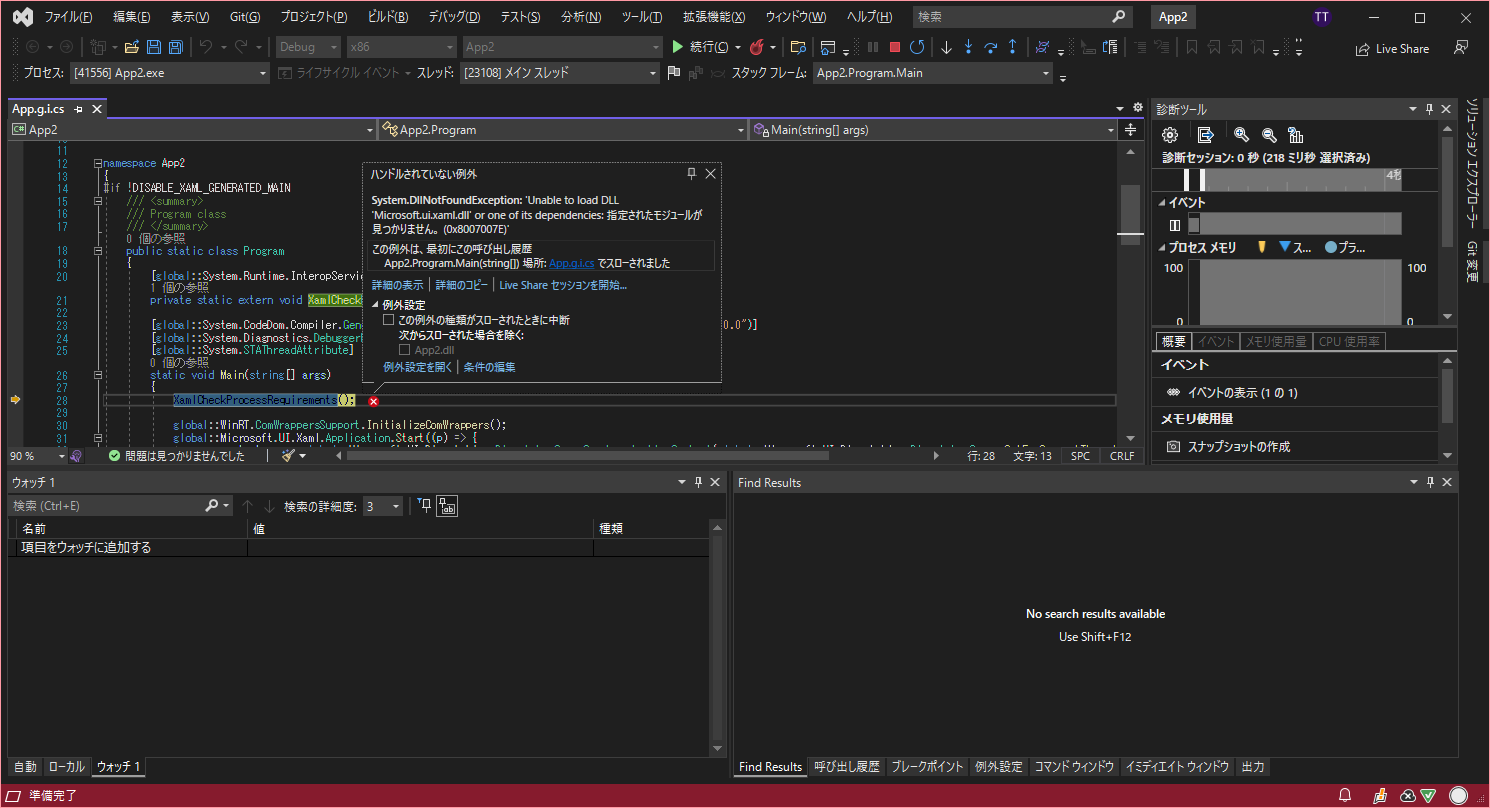 ファイル(F) 編集(E) 表示(V) Git(G) プロジェクト(P) ビルド(B) デバッグ(D) テスト(S) 分析(N) ツール(T) 拡張機能(X) ウィンドウ(W) ヘルプ(H) 検索 App2 TT
Debug x86 App2 続行(C) Live Share
プロセス: [41556] App2.exe ライフサイクル イベント スレッド: [23108] メイン スレッド スタック フレーム: App2.Program.Main
App.g.i.cs
App2 App2.Program Main(string[] args)
11
12 namespace App2
13 {
14 #if !DISABLE_XAML_GENERATED_MAIN
15 /// <summary>
16 /// Program class
17 /// </summary>
0 個の参照
18 public static class Program
19 {
20 [global::System.Runtime.InteropServi
1 個の参照
21 private static extern void XamlCheck
22
23 [global::System.CodeDom.Compiler.Gen 0.0")]
24 [global::System.Diagnostics.Debugger
25 [global::System.STAThreadAttribute]
0 個の参照
26 static void Main(string[] args)
27 {
28 XamlCheckProcessRequirements();
29
30 global::WinRT.ComWrappersSupport.InitializeComWrappers();
31 global::Microsoft.UI.Xaml.Application.Start((p) => {
ハンドルされていない例外
System.DllNotFoundException: 'Unable to load DLL
'Microsoft.ui.xaml.dll' or one of its dependencies: 指定されたモジュールが
見つかりません。 (0x8007007E)'
この例外は、最初にこの呼び出し履歴
App2.Program.Main(string[]) 場所: App.g.i.cs でスローされました
詳細の表示 | 詳細のコピー | Live Share セッションを開始...
例外設定
この例外の種類がスローされたときに中断
次からスローされた場合を除く:
App2.dll
例外設定を開く | 条件の編集
90 % 問題は見つかりませんでした 行: 28 文字: 13 SPC CRLF
診断ツール
診断セッション: 0 秒 (218 ミリ秒 選択済み)
4秒
イベント
プロセス メモリ ス... プラ...
100 100
0 0
概要 イベント メモリ使用量 CPU 使用率
イベント
イベントの表示 (1 の 1)
メモリ使用量
スナップショットの作成
ソリューション エクスプローラー
Git 変更
ウォッチ 1
検索 (Ctrl+E) 検索の詳細度: 3
名前 値 種類
項目をウォッチに追加する
自動 ローカル ウォッチ 1
Find Results
No search results available
Use Shift+F12
Find Results 呼び出し履歴 ブレークポイント 例外設定 コマンド ウィンドウ イミディエイト ウィンドウ 出力
準備完了